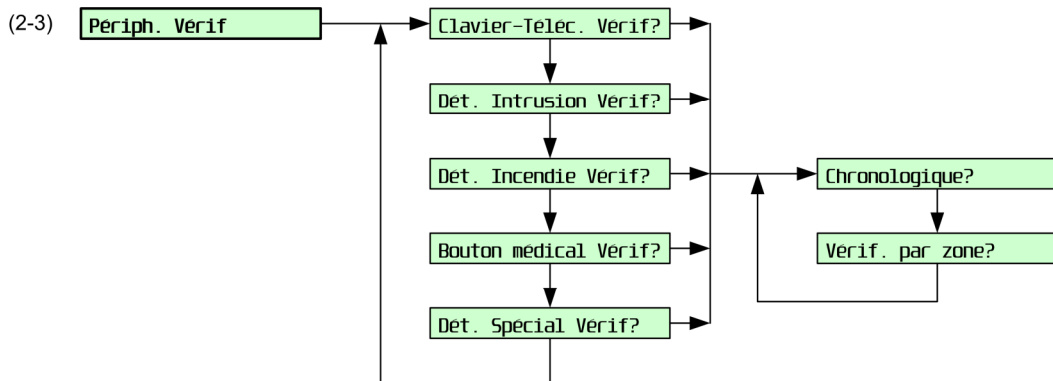 (2-3) Périph. Vérif
Clavier-Téléc. Vérif?
Dét. Intrusion Vérif?
Dét. Incendie Vérif?
Bouton médical Vérif?
Dét. Spécial Vérif?
Chronologique?
Vérif. par zone?